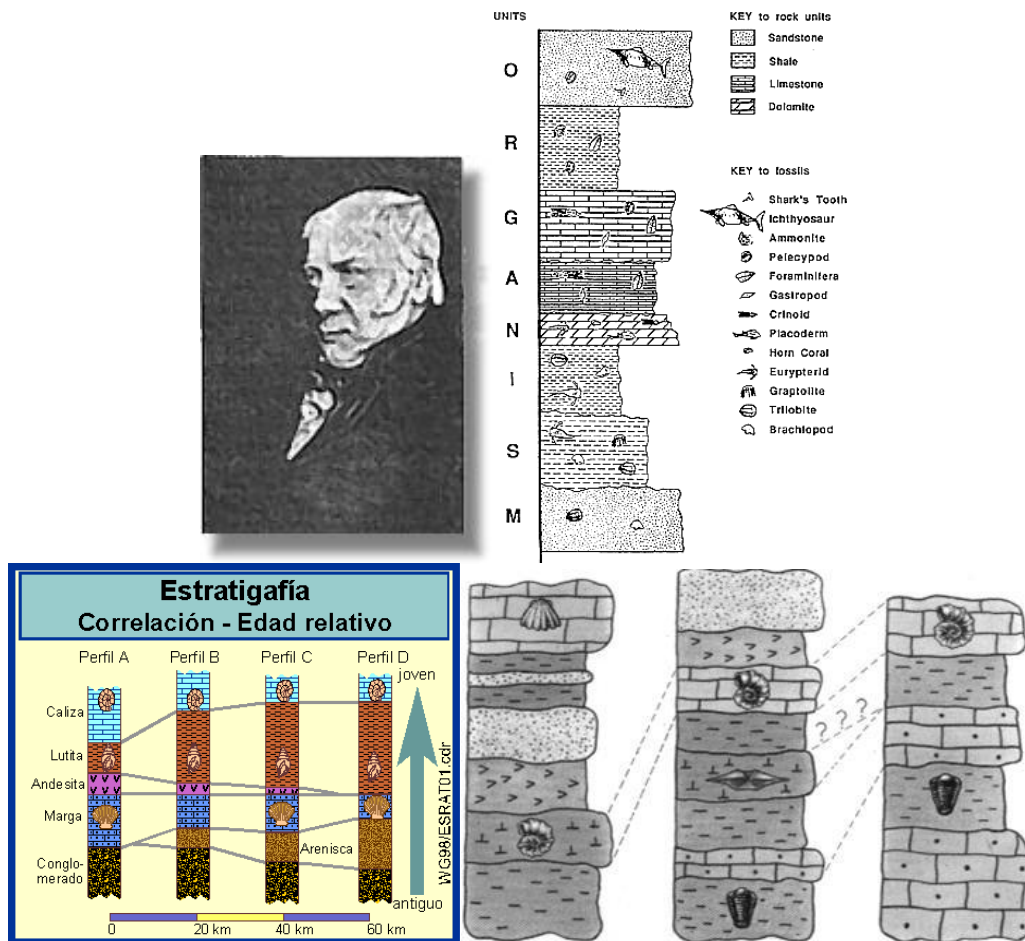 UNITS
O
R
G
A
N
I
S
M
KEY to rock units
Sandstone
Shale
Limestone
Dolomite
KEY to fossils
Shark's Tooth
Ichthyosaur
Ammonite
Pelecypod
Foraminifera
Gastropod
Crinoid
Placoderm
Horn Coral
Eurypterid
Graptolite
Trilobite
Brachiopod
Estratigafía
Correlación - Edad relativo
Perfil A Perfil B Perfil C Perfil D
joven
Caliza
Lutita
Andesita
Marga
Arenisca
Conglo-
merado
antiguo
0 20 km 40 km 60 km
WG98/ESRAT01.cdr
? ? ?